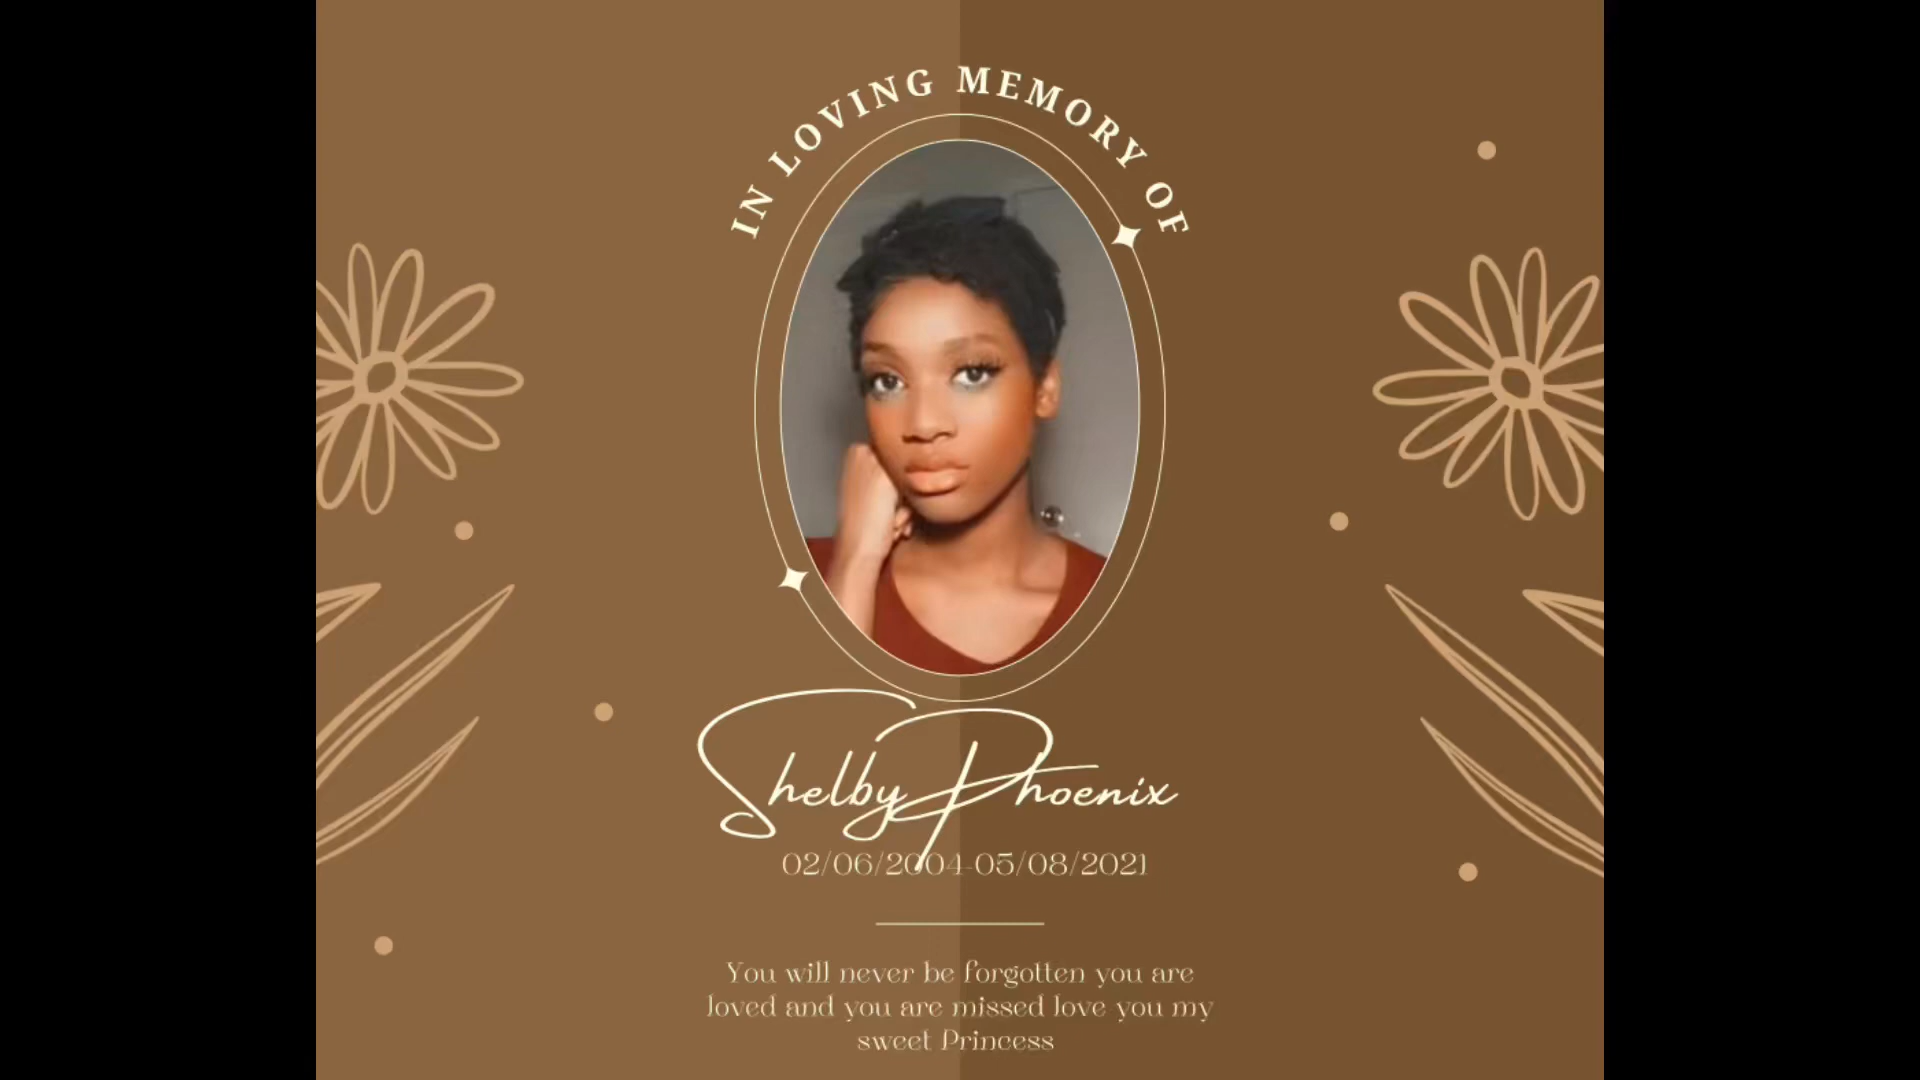 IN LOVING MEMORY OF
Shelby Phoenix
02/06/2004-05/08/2021
You will never be forgotten you are
loved and you are missed love you my
sweet Princess